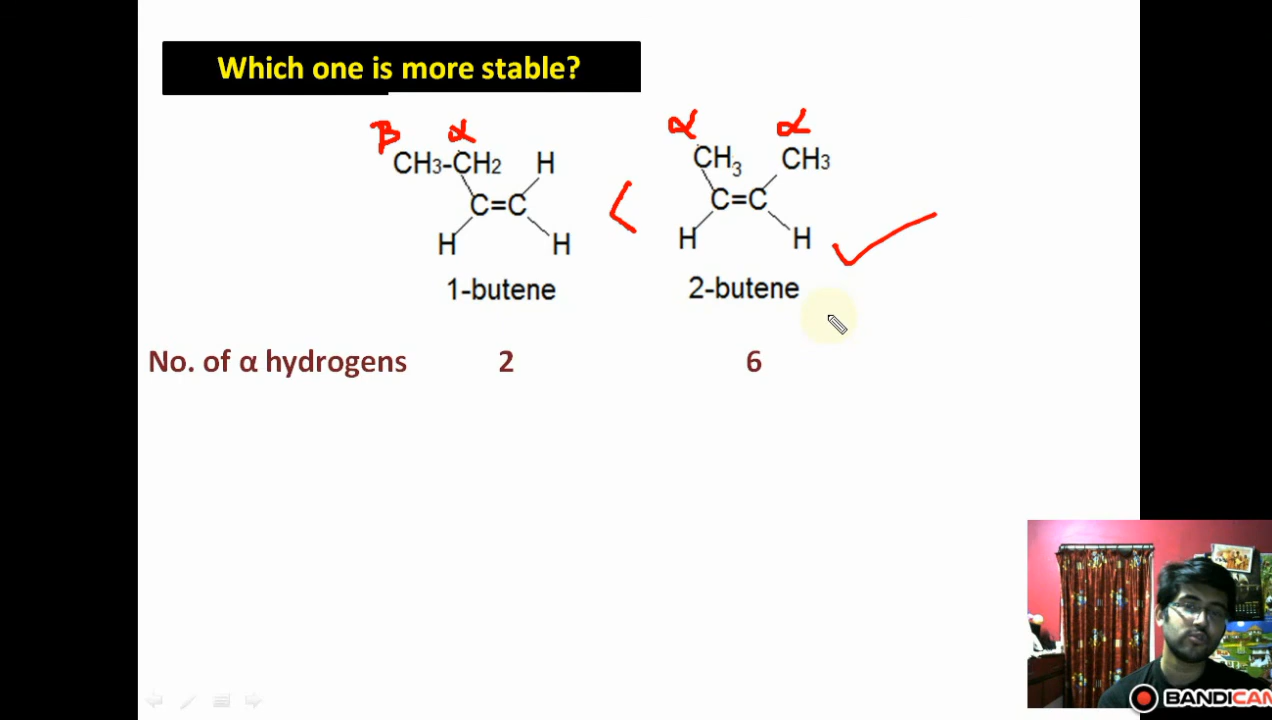 Which one is more stable?
β α α α
CH3-CH2 H CH3 CH3
C=C < C=C
H H H H
1-butene 2-butene
No. of α hydrogens 2 6
BANDICAM